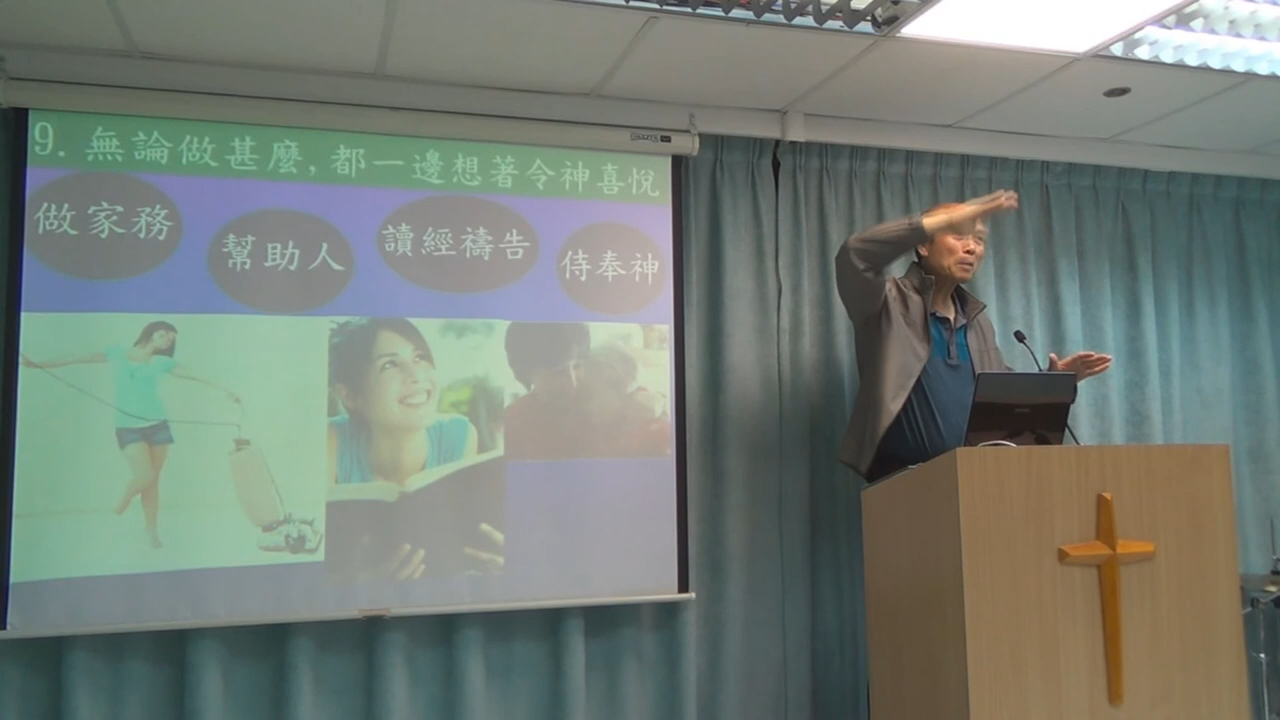 9. 無論做甚麼, 都一邊想著令神喜悅
做家務
幫助人
讀經禱告
侍奉神